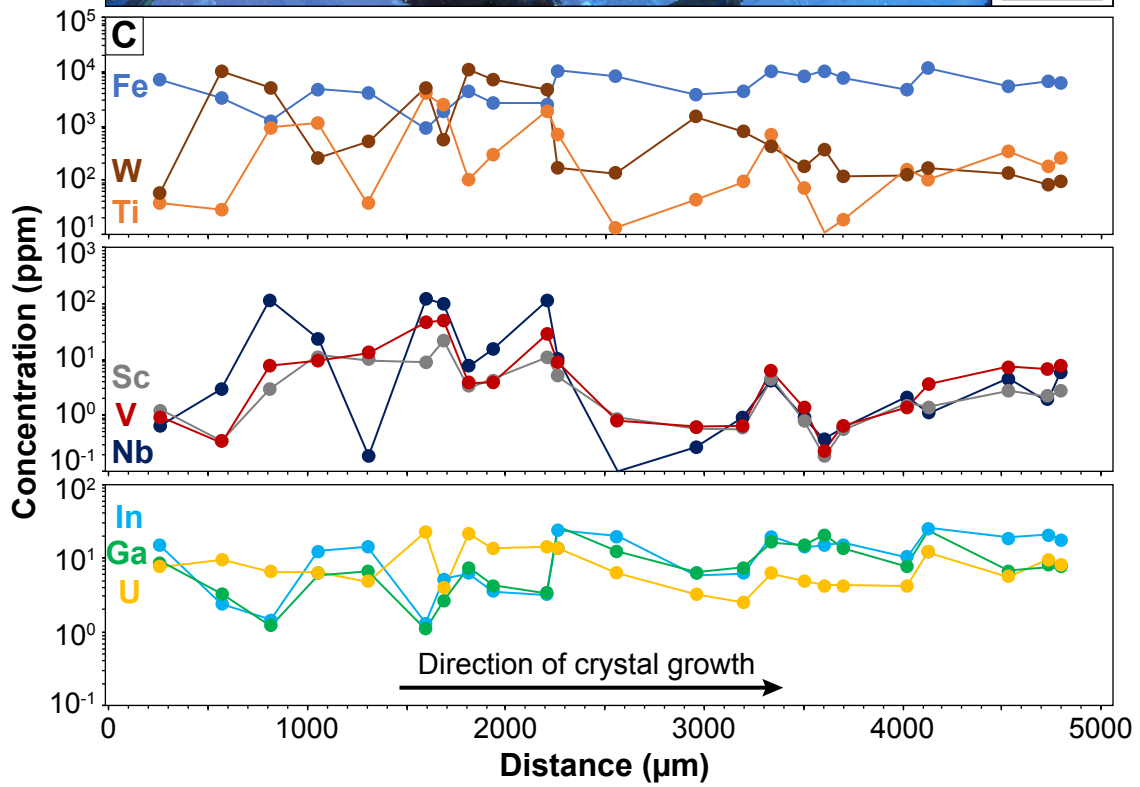 C
10⁵
10⁴
10³
10²
10¹
Fe
W
Ti
10³
10²
10¹
10⁰
10⁻¹
Sc
V
Nb
10²
10¹
10⁰
10⁻¹
In
Ga
U
Direction of crystal growth
Concentration (ppm)
0 1000 2000 3000 4000 5000
Distance (µm)